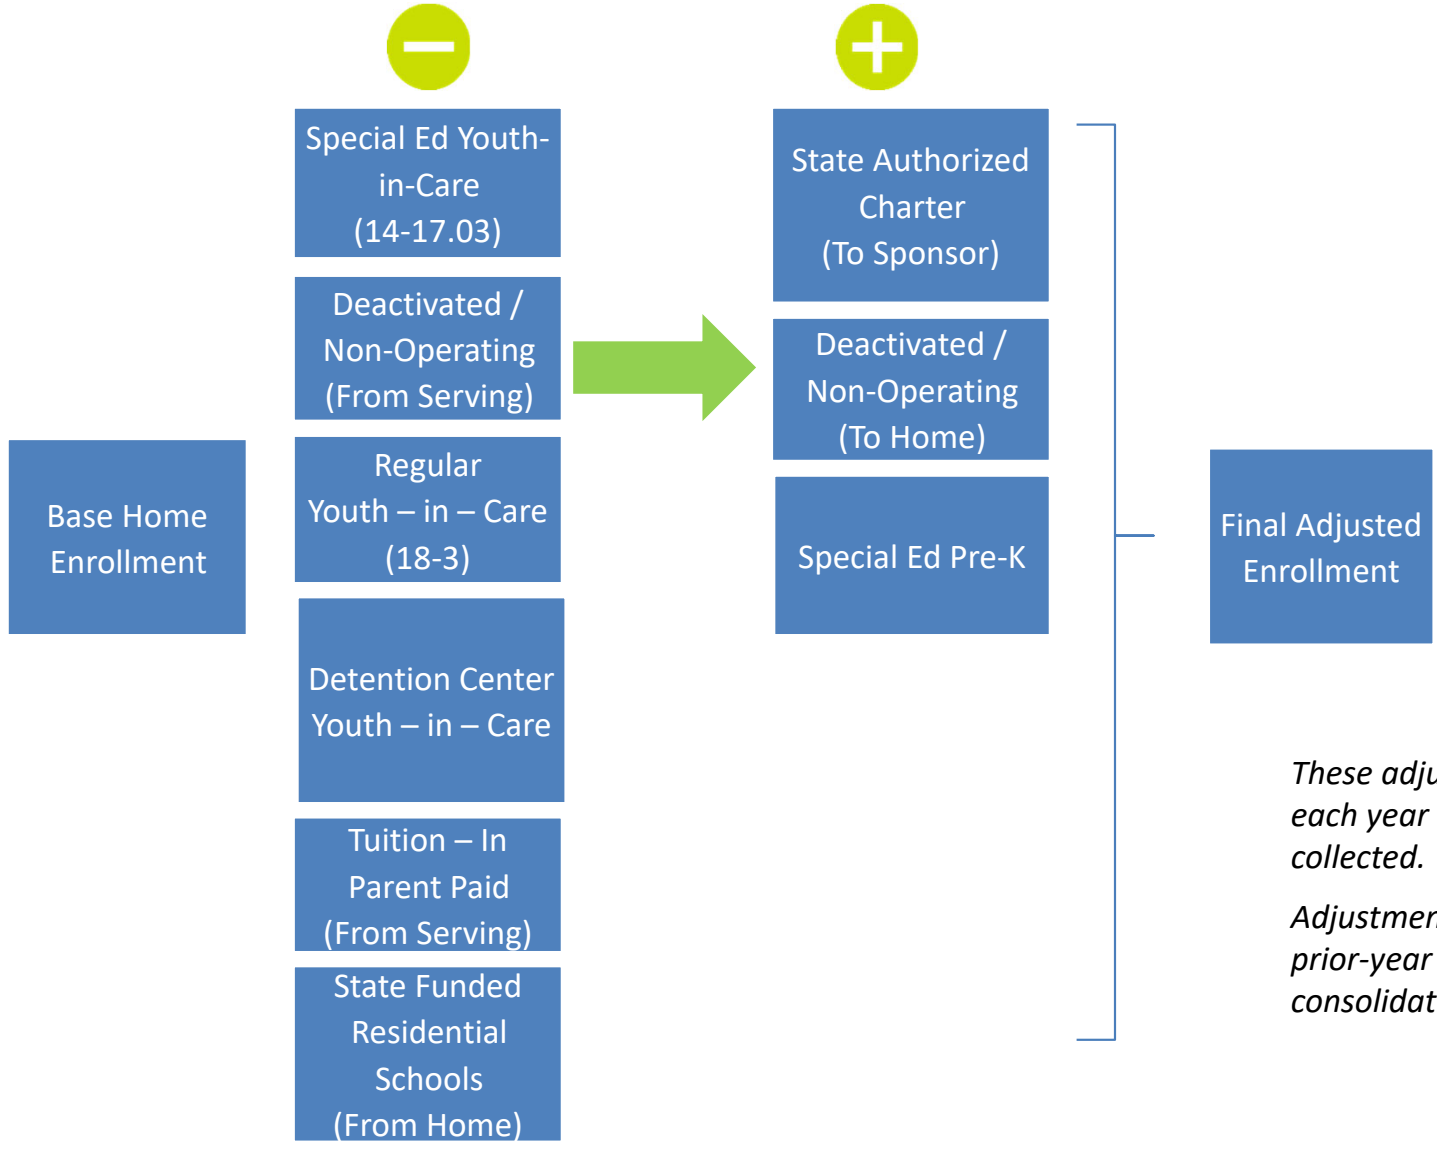 Special Ed Youth-
in-Care
(14-17.03)
Deactivated /
Non-Operating
(From Serving)
Regular
Youth – in – Care
(18-3)
Detention Center
Youth – in – Care
Tuition – In
Parent Paid
(From Serving)
State Funded
Residential
Schools
(From Home)
Base Home
Enrollment
State Authorized
Charter
(To Sponsor)
Deactivated /
Non-Operating
(To Home)
Special Ed Pre-K
Final Adjusted
Enrollment
These
each year
collected.
prior-year